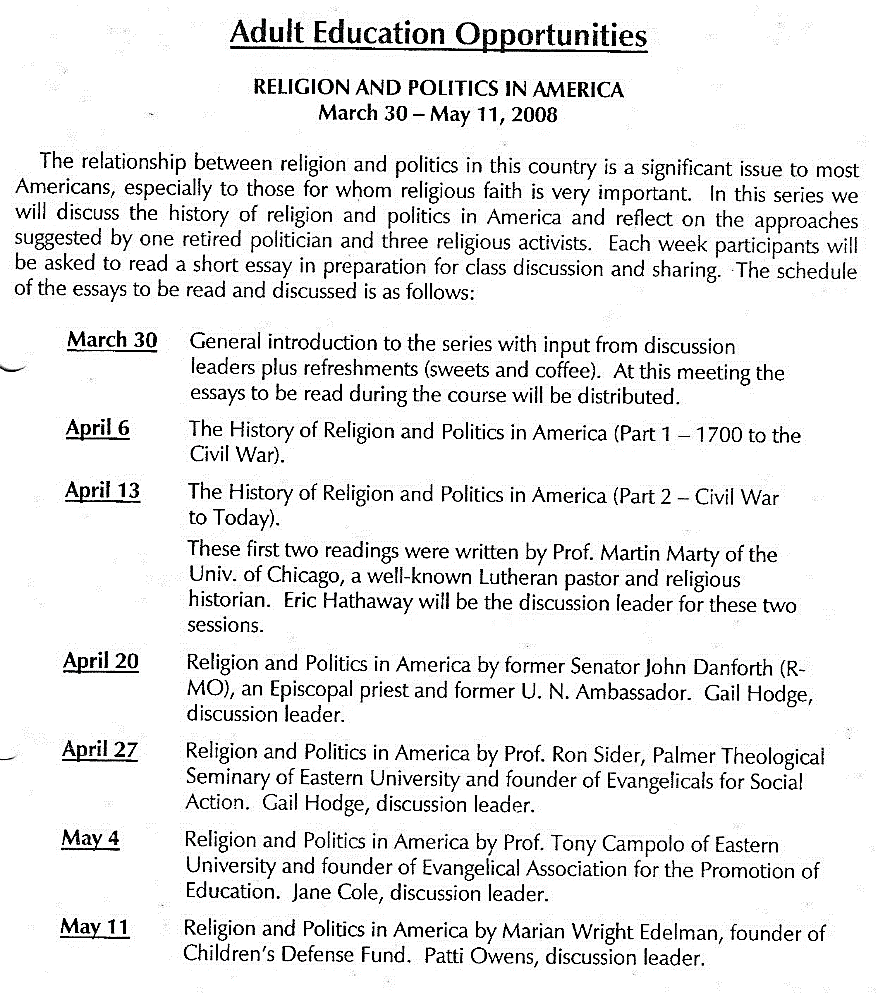 Adult Education Opportunities
RELIGION AND POLITICS IN AMERICA
March 30 – May 11, 2008
The relationship between religion and politics in this country is a significant issue to most
Americans, especially to those for whom religious faith is very important. In this series we
will discuss the history of religion and politics in America and reflect on the approaches
suggested by one retired politician and three religious activists. Each week participants will
be asked to read a short essay in preparation for class discussion and sharing. The schedule
of the essays to be read and discussed is as follows:
March 30 General introduction to the series with input from discussion
leaders plus refreshments (sweets and coffee). At this meeting the
essays to be read during the course will be distributed.
April 6 The History of Religion and Politics in America (Part 1 – 1700 to the
Civil War).
April 13 The History of Religion and Politics in America (Part 2 – Civil War
to Today).
These first two readings were written by Prof. Martin Marty of the
Univ. of Chicago, a well-known Lutheran pastor and religious
historian. Eric Hathaway will be the discussion leader for these two
sessions.
April 20 Religion and Politics in America by former Senator John Danforth (R-
MO), an Episcopal priest and former U. N. Ambassador. Gail Hodge,
discussion leader.
April 27 Religion and Politics in America by Prof. Ron Sider, Palmer Theological
Seminary of Eastern University and founder of Evangelicals for Social
Action. Gail Hodge, discussion leader.
May 4 Religion and Politics in America by Prof. Tony Campolo of Eastern
University and founder of Evangelical Association for the Promotion of
Education. Jane Cole, discussion leader.
May 11 Religion and Politics in America by Marian Wright Edelman, founder of
Children's Defense Fund. Patti Owens, discussion leader.